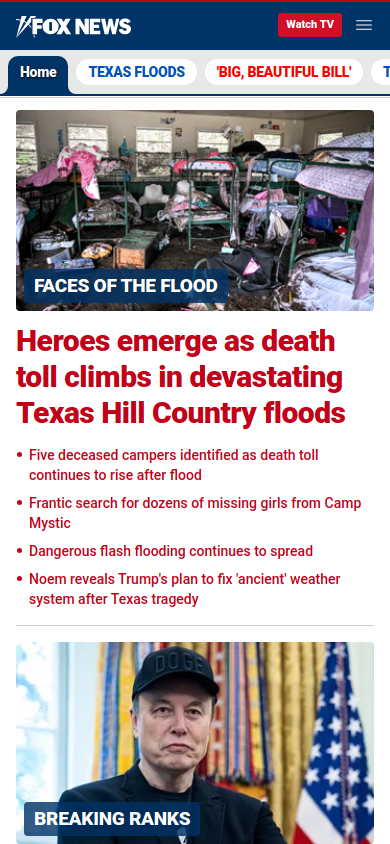 FOX NEWS
Watch TV
Home
TEXAS FLOODS
'BIG, BEAUTIFUL BILL'
FACES OF THE FLOOD
Heroes emerge as death
toll climbs in devastating
Texas Hill Country floods
Five deceased campers identified as death toll
continues to rise after flood
Frantic search for dozens of missing girls from Camp
Mystic
Dangerous flash flooding continues to spread
Noem reveals Trump's plan to fix 'ancient' weather
system after Texas tragedy
DOGE
BREAKING RANKS